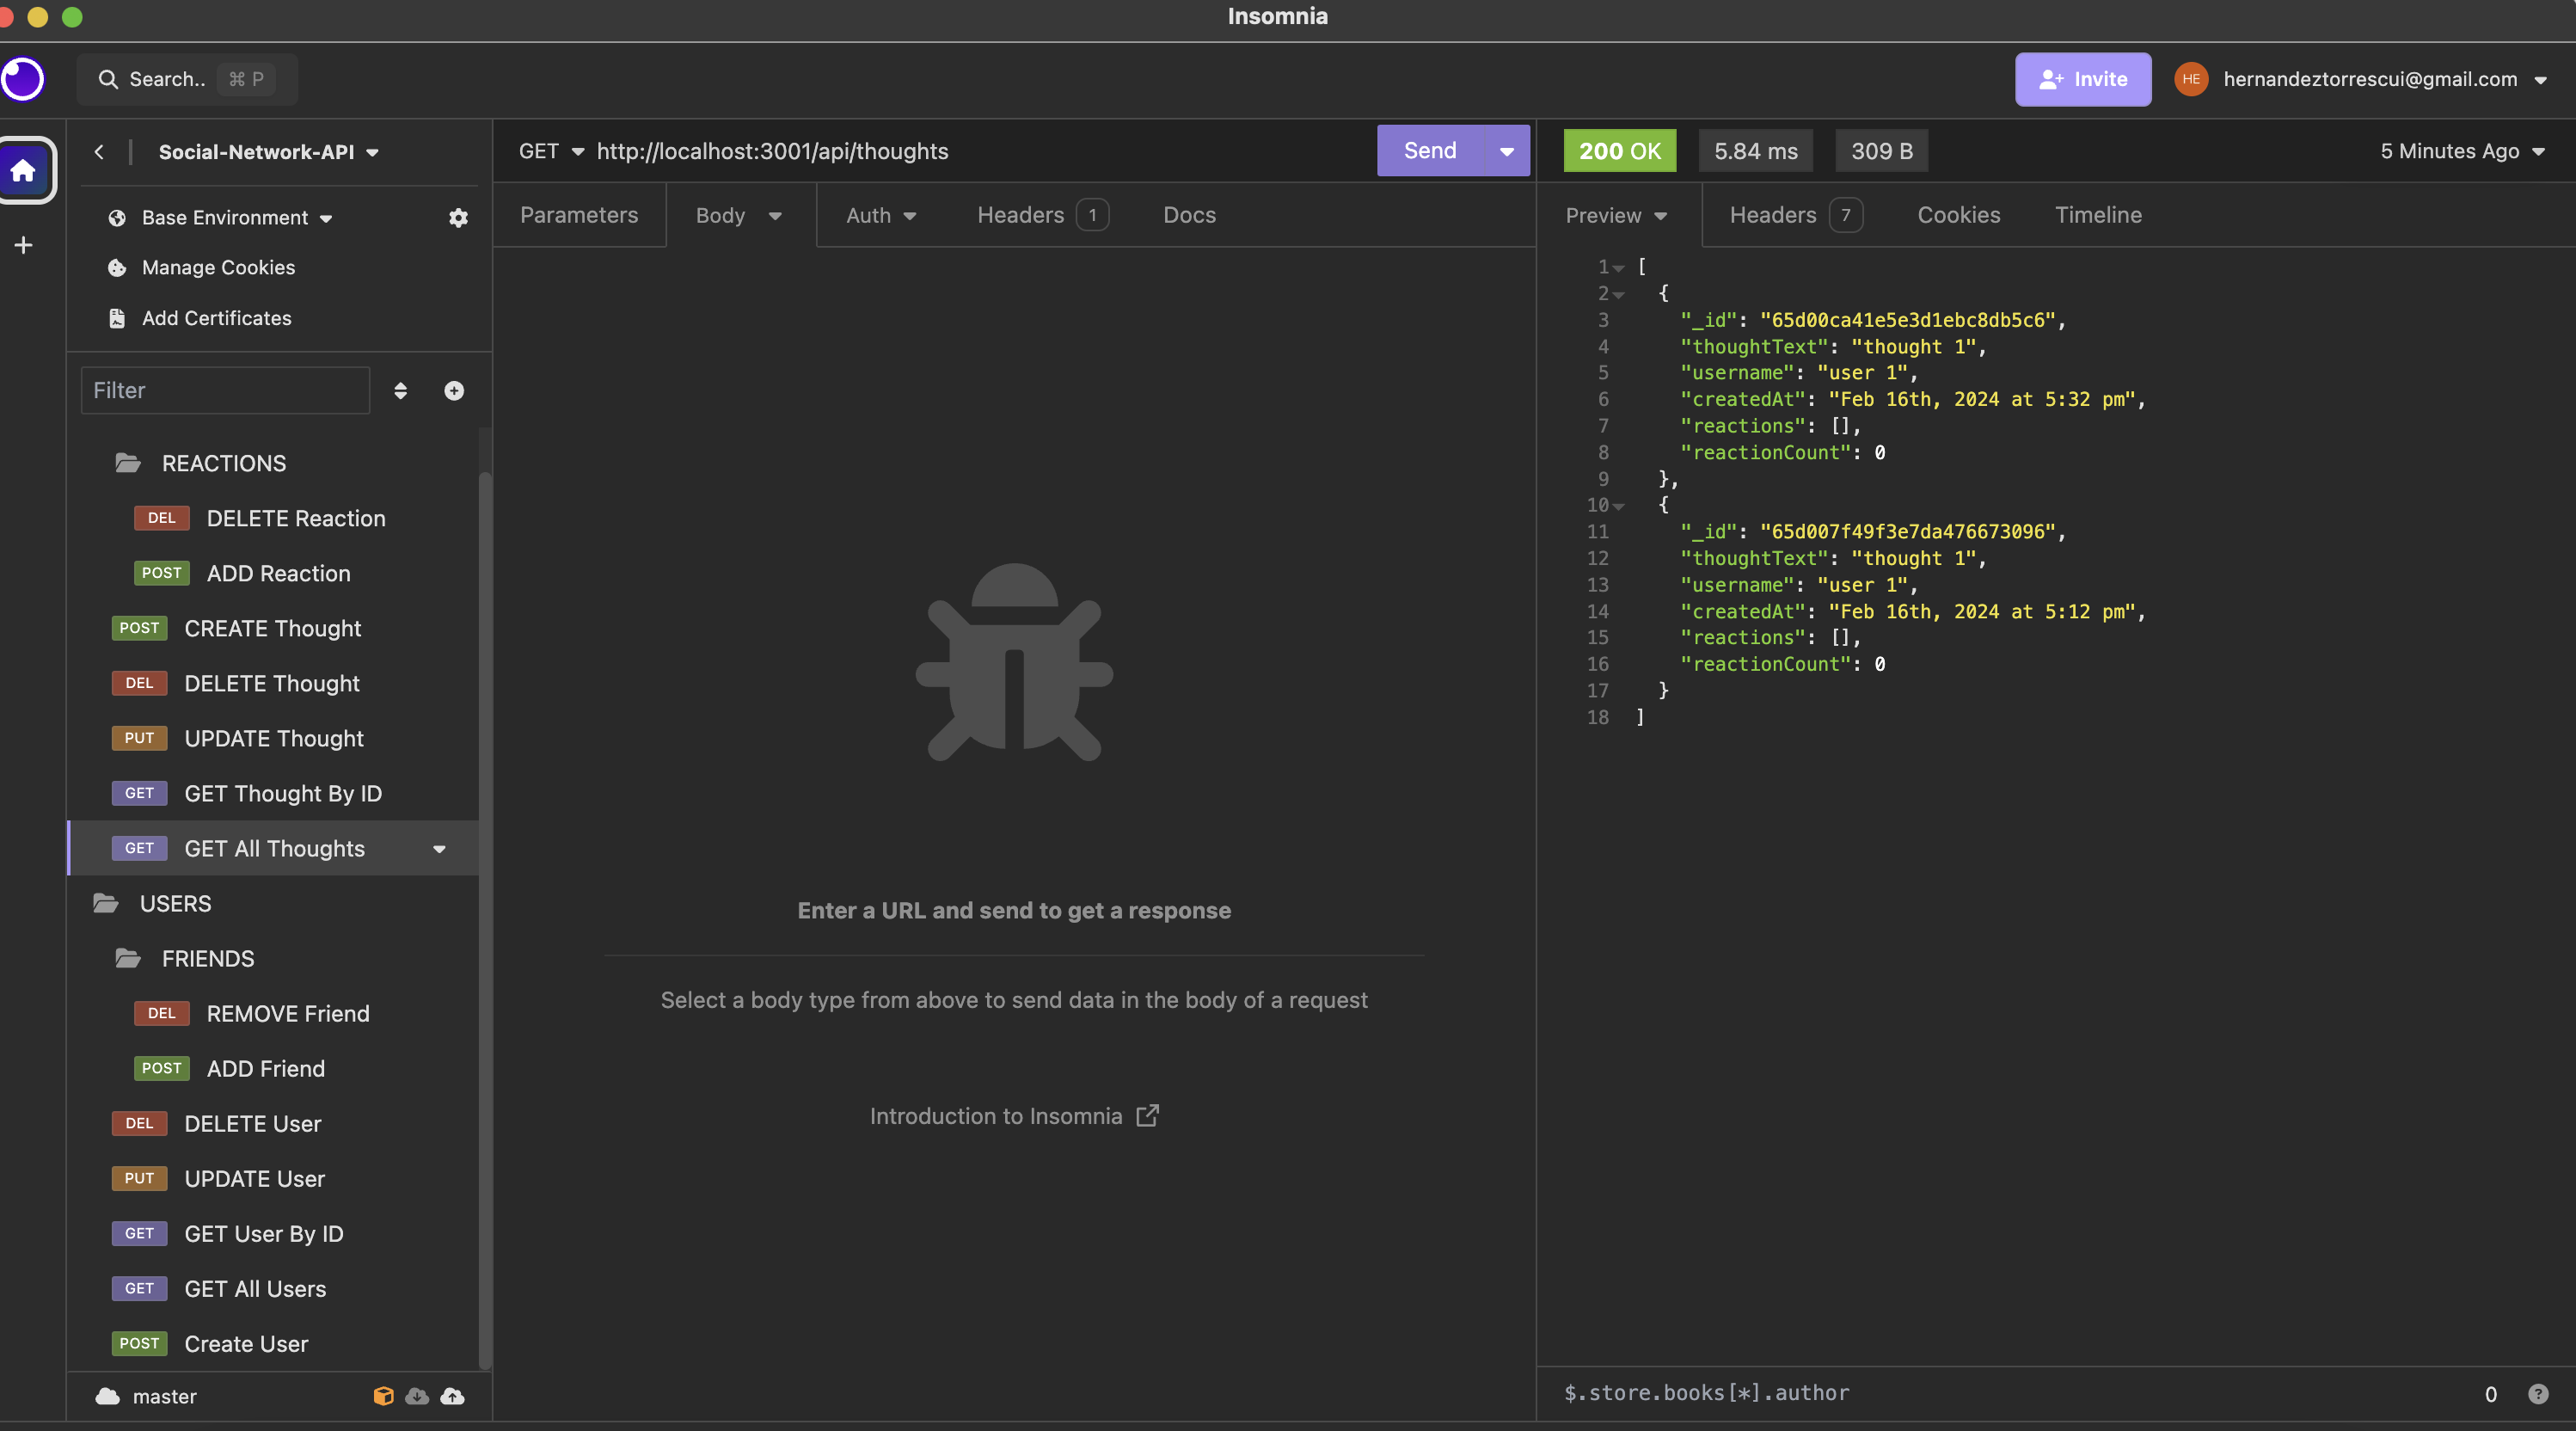 Insomnia
Search.. ⌘ P
Invite
HE hernandeztorrescui@gmail.com
Social-Network-API
Base Environment
Manage Cookies
Add Certificates
Filter
REACTIONS
DEL DELETE Reaction
POST ADD Reaction
POST CREATE Thought
DEL DELETE Thought
PUT UPDATE Thought
GET GET Thought By ID
GET GET All Thoughts
USERS
FRIENDS
DEL REMOVE Friend
POST ADD Friend
DEL DELETE User
PUT UPDATE User
GET GET User By ID
GET GET All Users
POST Create User
master
GET http://localhost:3001/api/thoughts Send
Parameters Body Auth Headers 1 Docs
Enter a URL and send to get a response
Select a body type from above to send data in the body of a request
Introduction to Insomnia
200 OK 5.84 ms 309 B 5 Minutes Ago
Preview Headers 7 Cookies Timeline
1 [
2 {
3 "_id": "65d00ca41e5e3d1ebc8db5c6",
4 "thoughtText": "thought 1",
5 "username": "user 1",
6 "createdAt": "Feb 16th, 2024 at 5:32 pm",
7 "reactions": [],
8 "reactionCount": 0
9 },
10 {
11 "_id": "65d007f49f3e7da476673096",
12 "thoughtText": "thought 1",
13 "username": "user 1",
14 "createdAt": "Feb 16th, 2024 at 5:12 pm",
15 "reactions": [],
16 "reactionCount": 0
17 }
18 ]
$.store.books[*].author 0 ?